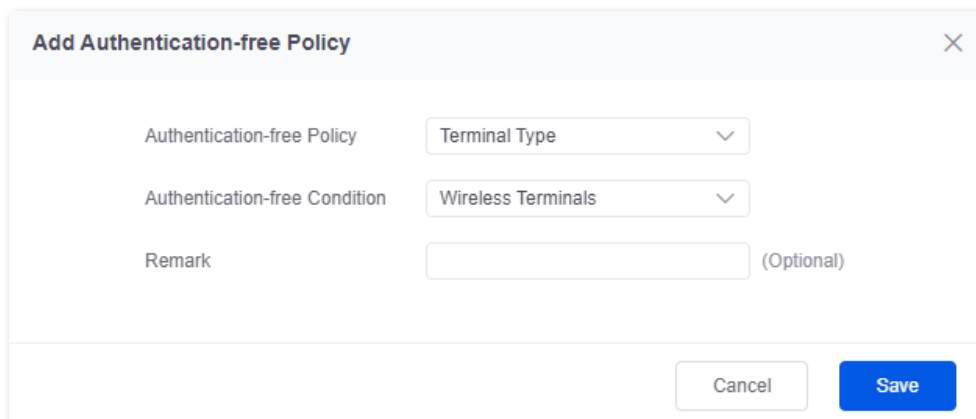 Add Authentication-free Policy
Authentication-free Policy Terminal Type
Authentication-free Condition Wireless Terminals
Remark (Optional)
Cancel Save